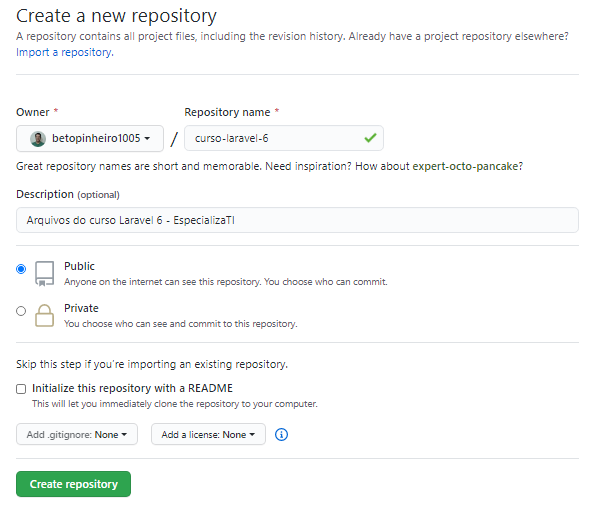 Create a new repository
A repository contains all project files, including the revision history. Already have a project repository elsewhere?
Import a repository.
Owner * Repository name *
betopinheiro1005 / curso-laravel-6
Great repository names are short and memorable. Need inspiration? How about expert-octo-pancake?
Description (optional)
Arquivos do curso Laravel 6 - EspecializaTI
Public
Anyone on the internet can see this repository. You choose who can commit.
Private
You choose who can see and commit to this repository.
Skip this step if you're importing an existing repository.
Initialize this repository with a README
This will let you immediately clone the repository to your computer.
Add .gitignore: None Add a license: None
Create repository